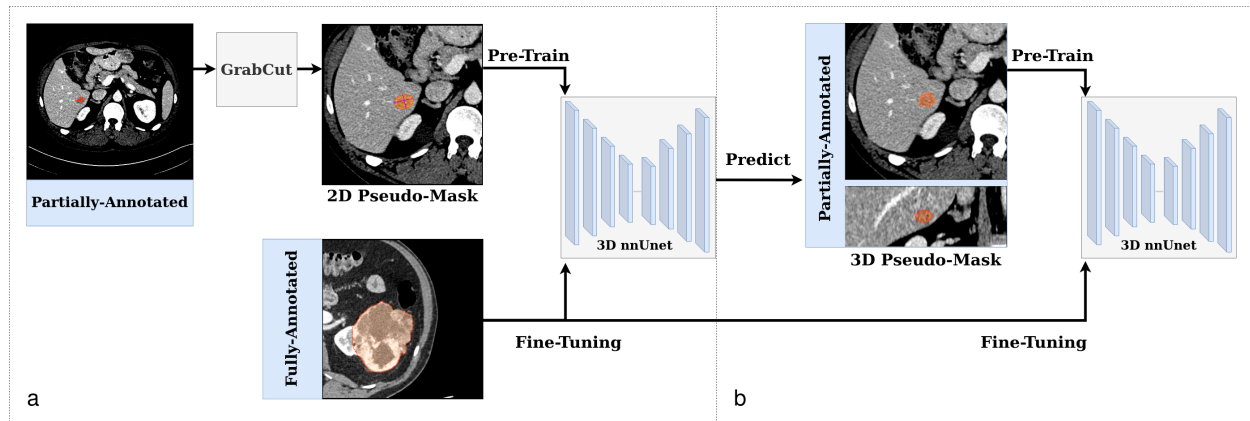 Partially-Annotated
GrabCut
2D Pseudo-Mask
Pre-Train
3D nnUnet
Fully-Annotated
Fine-Tuning
a
Predict
Partially-Annotated
3D Pseudo-Mask
Pre-Train
3D nnUnet
Fine-Tuning
b